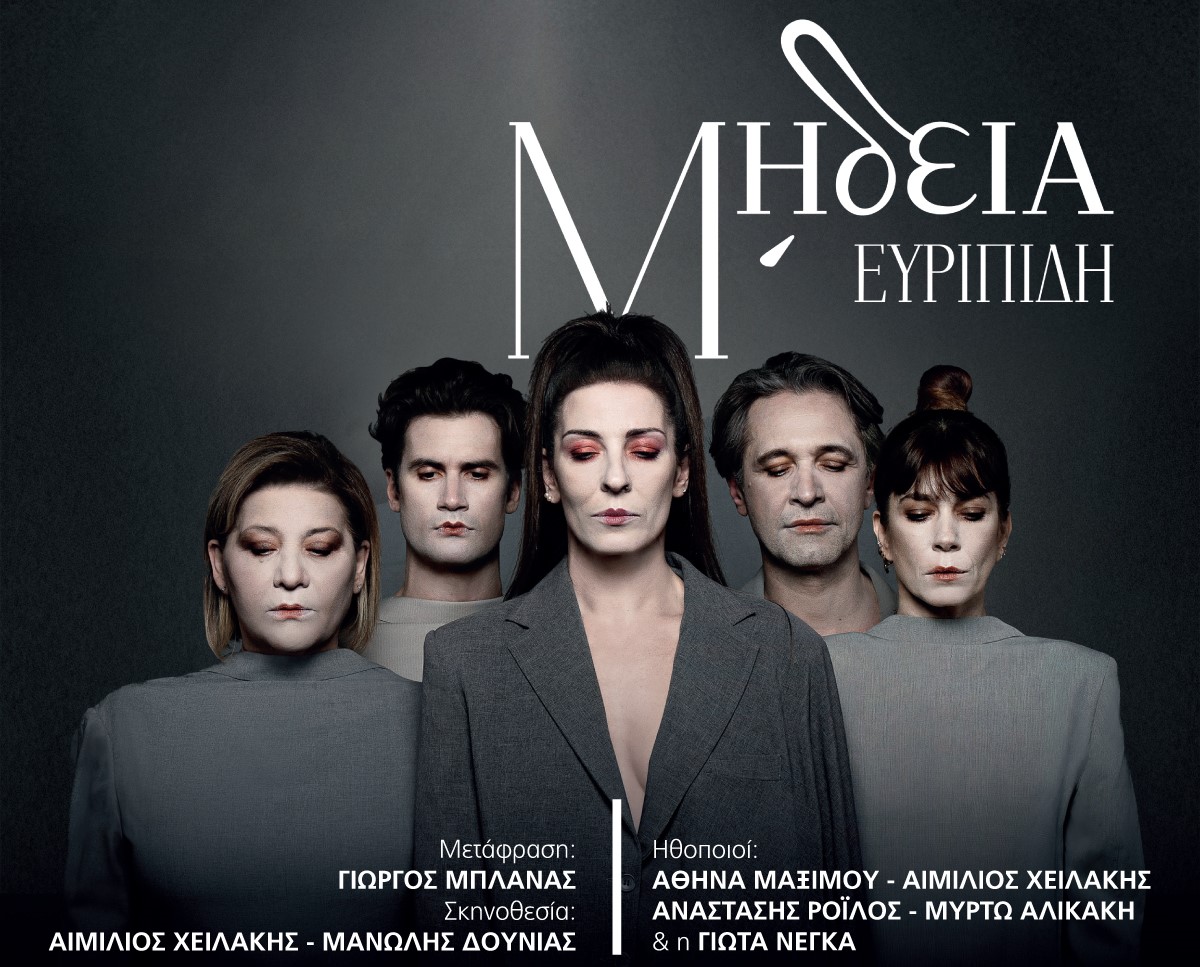 ΜΗδεΙΑ
ΕΥΡΙΠΙΔΗ
Μετάφραση:
ΓΙΩΡΓΟΣ ΜΠΛΑΝΑΣ
Σκηνοθεσία:
ΑΙΜΙΛΙΟΣ ΧΕΙΛΑΚΗΣ - ΜΑΝΩΛΗΣ ΔΟΥΝΙΑΣ
Ηθοποιοί:
ΑΘΗΝΑ ΜΑΞΙΜΟΥ - ΑΙΜΙΛΙΟΣ ΧΕΙΛΑΚΗΣ
ΑΝΑΣΤΑΣΗΣ ΡΟΪΛΟΣ - ΜΥΡΤΩ ΑΛΙΚΑΚΗ
& η ΓΙΩΤΑ ΝΕΓΚΑ